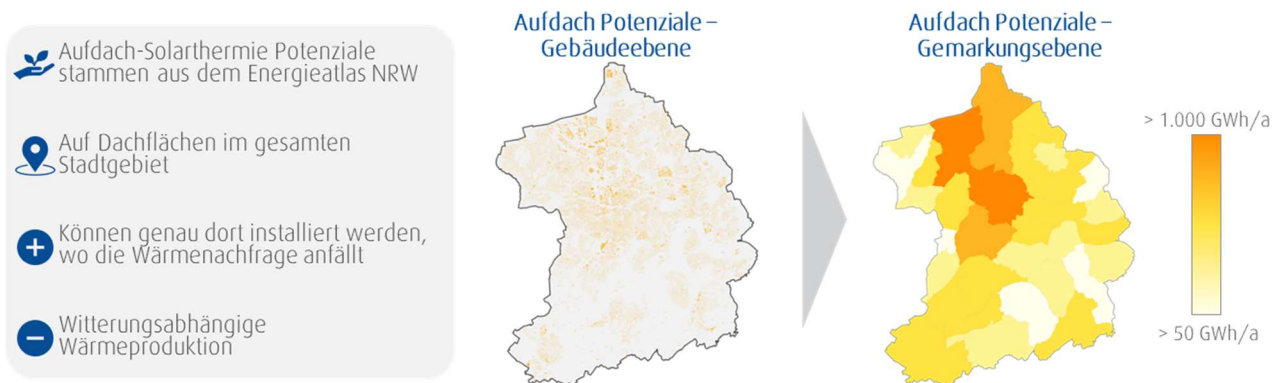 Aufdach-Solarthermie Potenziale
stammen aus dem Energieatlas NRW
Auf Dachflächen im gesamten
Stadtgebiet
Können genau dort installiert werden,
wo die Wärmenachfrage anfällt
Witterungsabhängige
Wärmeproduktion
Aufdach Potenziale –
Gebäudeebene
Aufdach Potenziale –
Gemarkungsebene
> 1.000 GWh/a
> 50 GWh/a